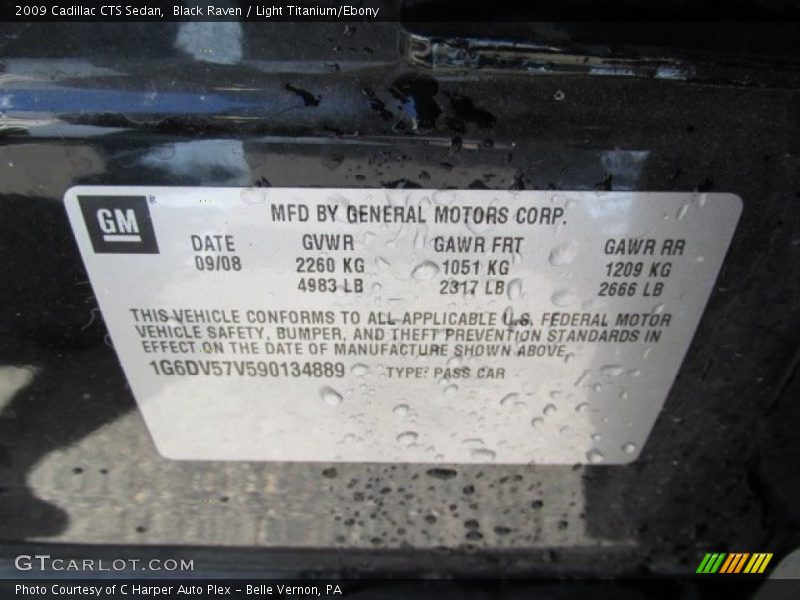 2009 Cadillac CTS Sedan, Black Raven / Light Titanium/Ebony
GM® MFD BY GENERAL MOTORS CORP.
DATE GVWR GAWR FRT GAWR RR
09/08 2260 KG 1051 KG 1209 KG
4983 LB 2317 LB 2666 LB
THIS VEHICLE CONFORMS TO ALL APPLICABLE U.S. FEDERAL MOTOR
VEHICLE SAFETY, BUMPER, AND THEFT PREVENTION STANDARDS IN
EFFECT ON THE DATE OF MANUFACTURE SHOWN ABOVE.
1G6DV57V590134889 TYPE: PASS CAR
GTCARLOT.COM
Photo Courtesy of C Harper Auto Plex - Belle Vernon, PA